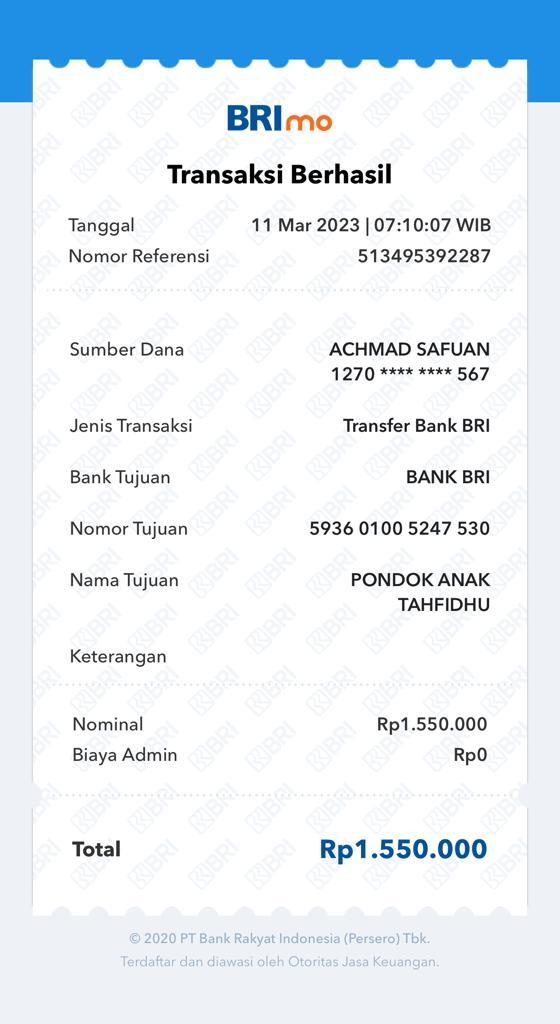 BRImo
Transaksi Berhasil
Tanggal 11 Mar 2023 | 07:10:07 WIB
Nomor Referensi 513495392287
Sumber Dana ACHMAD SAFUAN
1270 **** **** 567
Jenis Transaksi Transfer Bank BRI
Bank Tujuan BANK BRI
Nomor Tujuan 5936 0100 5247 530
Nama Tujuan PONDOK ANAK
TAHFIDHU
Keterangan
Nominal Rp1.550.000
Biaya Admin Rp0
Total Rp1.550.000
© 2020 PT Bank Rakyat Indonesia (Persero) Tbk.
Terdaftar dan diawasi oleh Otoritas Jasa Keuangan.